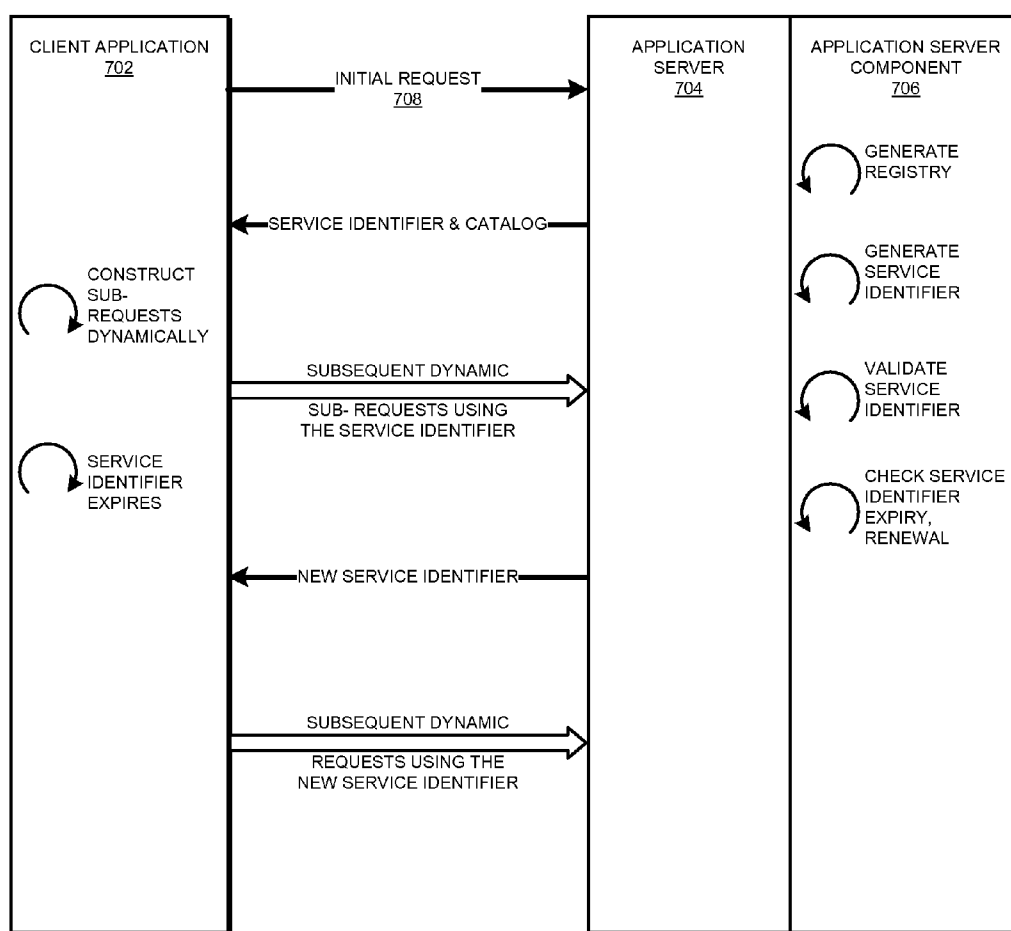 CLIENT APPLICATION
702
INITIAL REQUEST
708
APPLICATION
SERVER
704
APPLICATION SERVER
COMPONENT
706
GENERATE
REGISTRY
SERVICE IDENTIFIER & CATALOG
GENERATE
SERVICE
IDENTIFIER
CONSTRUCT
SUB-
REQUESTS
DYNAMICALLY
SUBSEQUENT DYNAMIC
SUB- REQUESTS USING
THE SERVICE IDENTIFIER
VALIDATE
SERVICE
IDENTIFIER
SERVICE
IDENTIFIER
EXPIRES
CHECK SERVICE
IDENTIFIER
EXPIRY,
RENEWAL
NEW SERVICE IDENTIFIER
SUBSEQUENT DYNAMIC
REQUESTS USING THE
NEW SERVICE IDENTIFIER